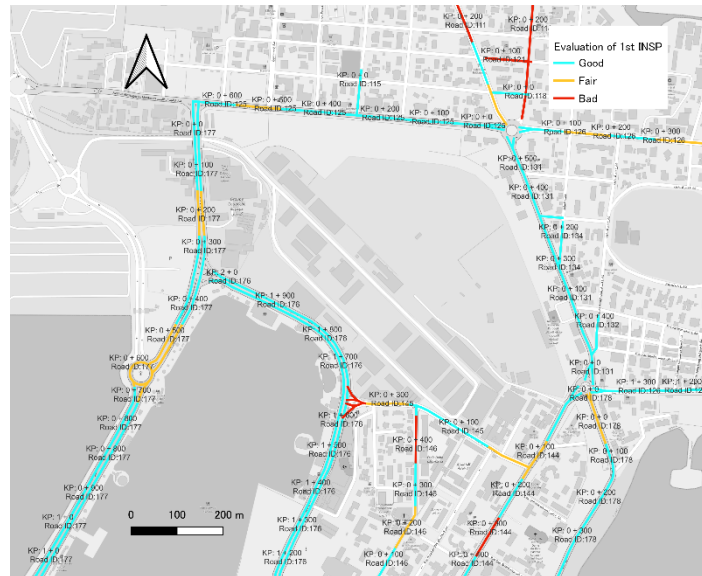 KP: 0 + 200
Road ID:111
KP: 0 + 200
Evaluation of 1st INSP
Good
Fair
Bad
KP: 0 + 100
KP: 0 + 0
Road ID:115
KP: 0 + 0
Road ID:118
KP: 0 + 600
Road ID:125
KP: 0 + 500
Road ID:125
KP: 0 + 400
Road ID:125
KP: 0 + 200
Road ID:125
KP: 0 + 100
Road ID:125
KP: 0 + 0
Road ID:126
KP: 0 + 100
Road ID:126
KP: 0 + 200
Road ID:126
KP: 0 + 300
Road ID:126
KP: 0 + 0
Road ID:177
KP: 0 + 100
Road ID:177
KP: 0 + 200
Road ID:177
KP: 0 + 300
Road ID:177
KP: 0 + 400
Road ID:177
KP: 0 + 500
Road ID:177
KP: 0 + 600
Road ID:177
KP: 0 + 700
Road ID:177
KP: 0 + 800
Road ID:177
KP: 0 + 800
Road ID:177
KP: 0 + 900
Road ID:177
KP: 1 + 0
Road ID:177
KP: 1 + 0
Road ID:177
KP: 0 + 500
Road ID:131
KP: 0 + 400
Road ID:131
KP: 0 + 200
Road ID:134
KP: 0 + 300
Road ID:134
KP: 0 + 100
Road ID:131
KP: 0 + 400
Road ID:132
KP: 0 + 0
Road ID:131
KP: 2 + 0
Road ID:176
KP: 1 + 900
Road ID:176
KP: 1 + 800
Road ID:176
KP: 1 + 700
Road ID:176
Road ID:176
KP: 1 + 500
Road ID:176
KP: 1 + 400
Road ID:176
KP: 1 + 300
Road ID:176
KP: 1 + 200
Road ID:176
KP: 0 + 300
Road ID:145
KP: 0 + 100
Road ID:145
KP: 0 + 400
Road ID:146
KP: 0 + 300
Road ID:146
KP: 0 + 200
Road ID:146
KP: 0 + 100
Road ID:146
KP: 0 + 100
Road ID:144
KP: 0 + 200
Road ID:144
KP: 0 + 300
Road ID:144
KP: 0 + 400
Road ID:144
KP: 0 + 0
Road ID:178
KP: 0 + 0
Road ID:178
KP: 0 + 100
Road ID:178
KP: 0 + 200
Road ID:178
KP: 0 + 300
Road ID:178
KP: 1 + 300
Road ID:126
KP: 1 + 200
0 100 200 m